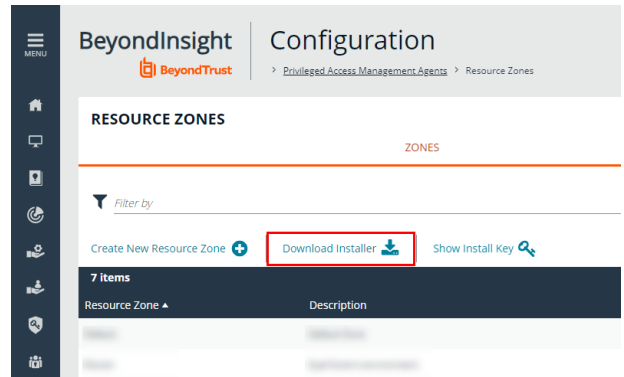 MENU
BeyondInsight
BeyondTrust
Configuration
> Privileged Access Management Agents > Resource Zones
RESOURCE ZONES
ZONES
Filter by
Create New Resource Zone Download Installer Show Install Key
7 items
Resource Zone Description